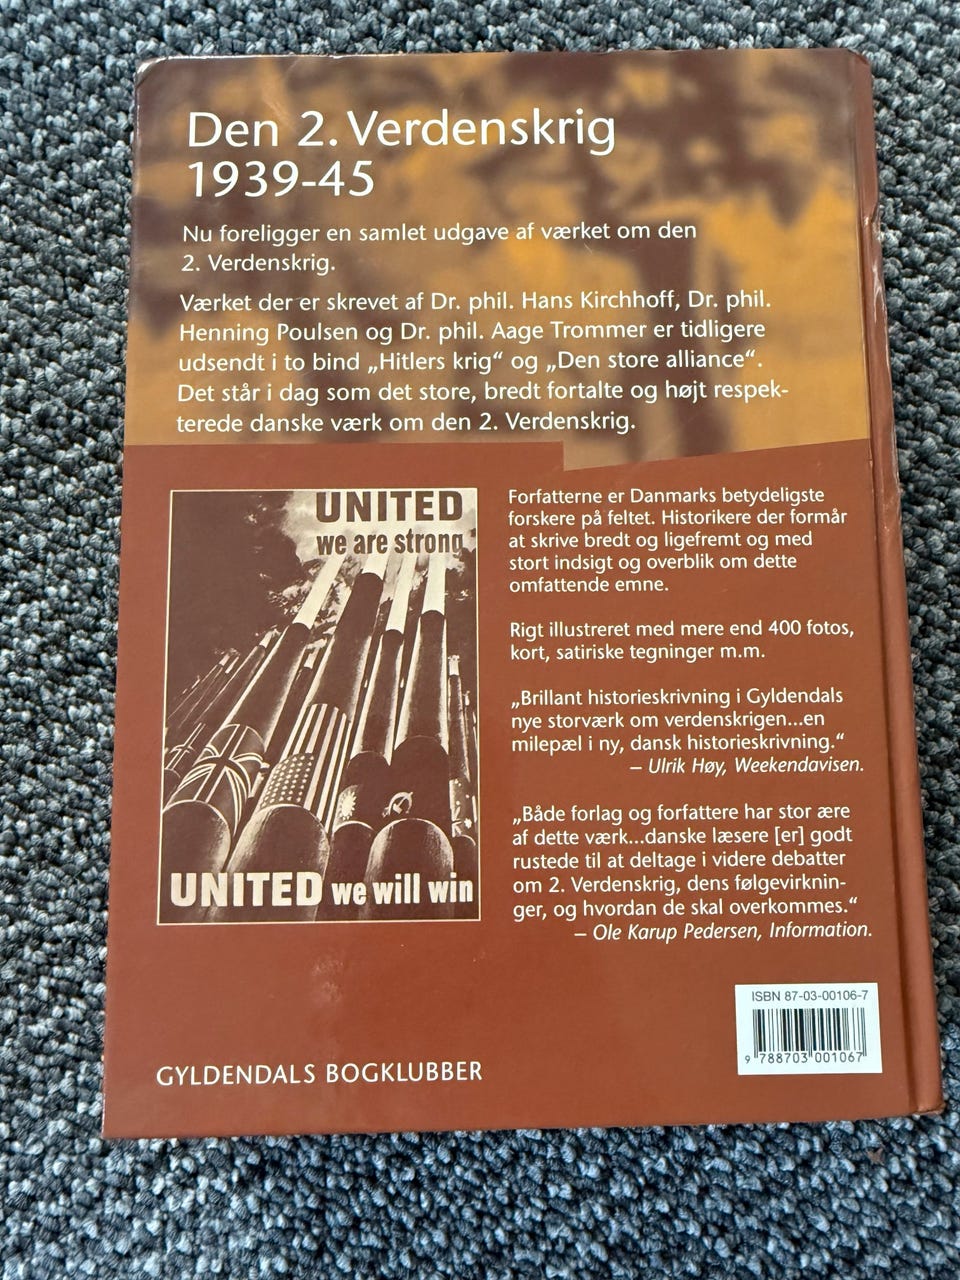 Den 2. Verdenskrig
1939-45
Nu foreligger en samlet udgave af værket om den
2. Verdenskrig.
Værket der er skrevet af Dr. phil. Hans Kirchhoff, Dr. phil.
Henning Poulsen og Dr. phil. Aage Trommer er tidligere
udsendt i to bind „Hitlers krig“ og „Den store alliance“.
Det står i dag som det store, bredt fortalte og højt respek-
terede danske værk om den 2. Verdenskrig.
UNITED
we are strong
UNITED we will win
Forfatterne er Danmarks betydeligste
forskere på feltet. Historikere der formår
at skrive bredt og ligefremt og med
stort indsigt og overblik om dette
omfattende emne.
Rigt illustreret med mere end 400 fotos,
kort, satiriske tegninger m.m.
„Brillant historieskrivning i Gyldendals
nye storværk om verdenskrigen...en
milepæl i ny, dansk historieskrivning.“
– Ulrik Høy, Weekendavisen.
„Både forlag og forfattere har stor ære
af dette værk...danske læsere [er] godt
rustede til at deltage i videre debatter
om 2. Verdenskrig, dens følgevirknin-
ger, og hvordan de skal overkommes.“
– Ole Karup Pedersen, Information.
ISBN 87-03-00106-7
9 788703 001067
GYLDENDALS BOGKLUBBER